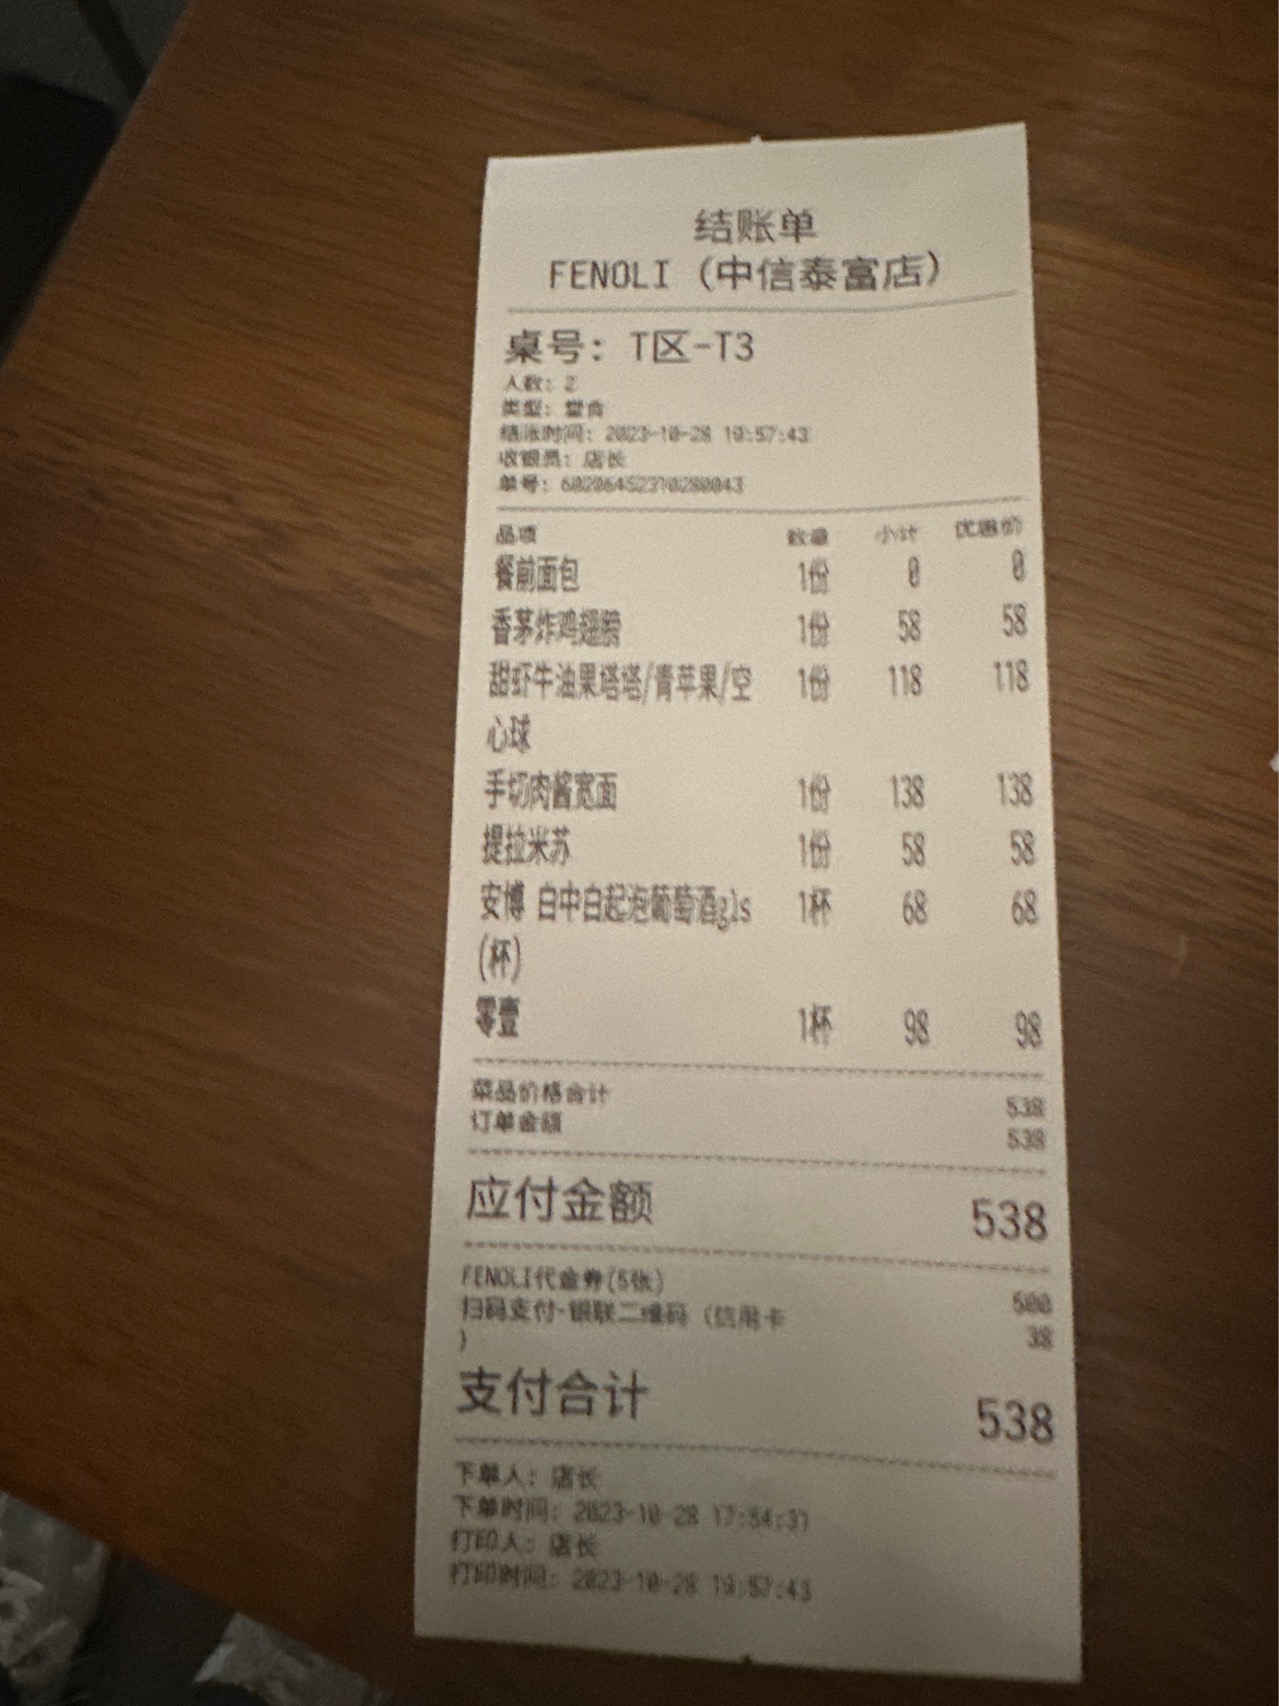 结账单
FENOLI（中信泰富店）
桌号：T区-T3
人数：2
类型：堂食
结账时间：2023-10-28 19:57:43
收银员：店长
单号：
品项 数量 小计 优惠价
餐前面包 1份 0 0
香茅炸鸡翅膀 1份 58 58
甜虾牛油果塔塔/青苹果/空 1份 118 118
心球
手切肉酱宽面 1份 138 138
提拉米苏 1份 58 58
安博 白中白起泡葡萄酒gls 1杯 68 68
(杯)
零壹 1杯 98 98
菜品价格合计 538
订单金额 538
应付金额 538
FENOLI代金券(5张) 500
扫码支付-银联二维码（信用卡 38
）
支付合计 538
下单人：店长
下单时间：2023-10-28 17:54:31
打印人：店长
打印时间：2023-10-28 19:57:43